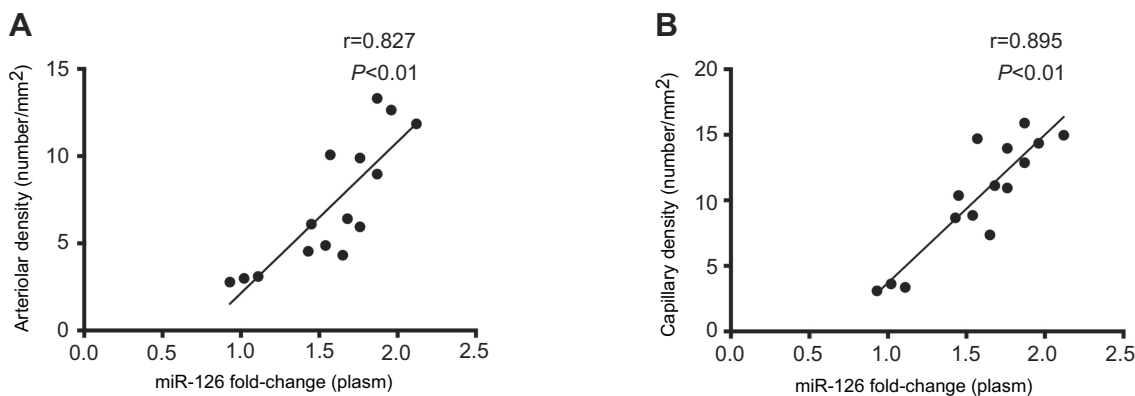 A
r=0.827
P<0.01
Arteriolar density (number/mm2)
15
10
5
0
0.0 0.5 1.0 1.5 2.0 2.5
miR-126 fold-change (plasm)
B
r=0.895
P<0.01
Capillary density (number/mm2)
20
15
10
5
0
0.0 0.5 1.0 1.5 2.0 2.5
miR-126 fold-change (plasm)